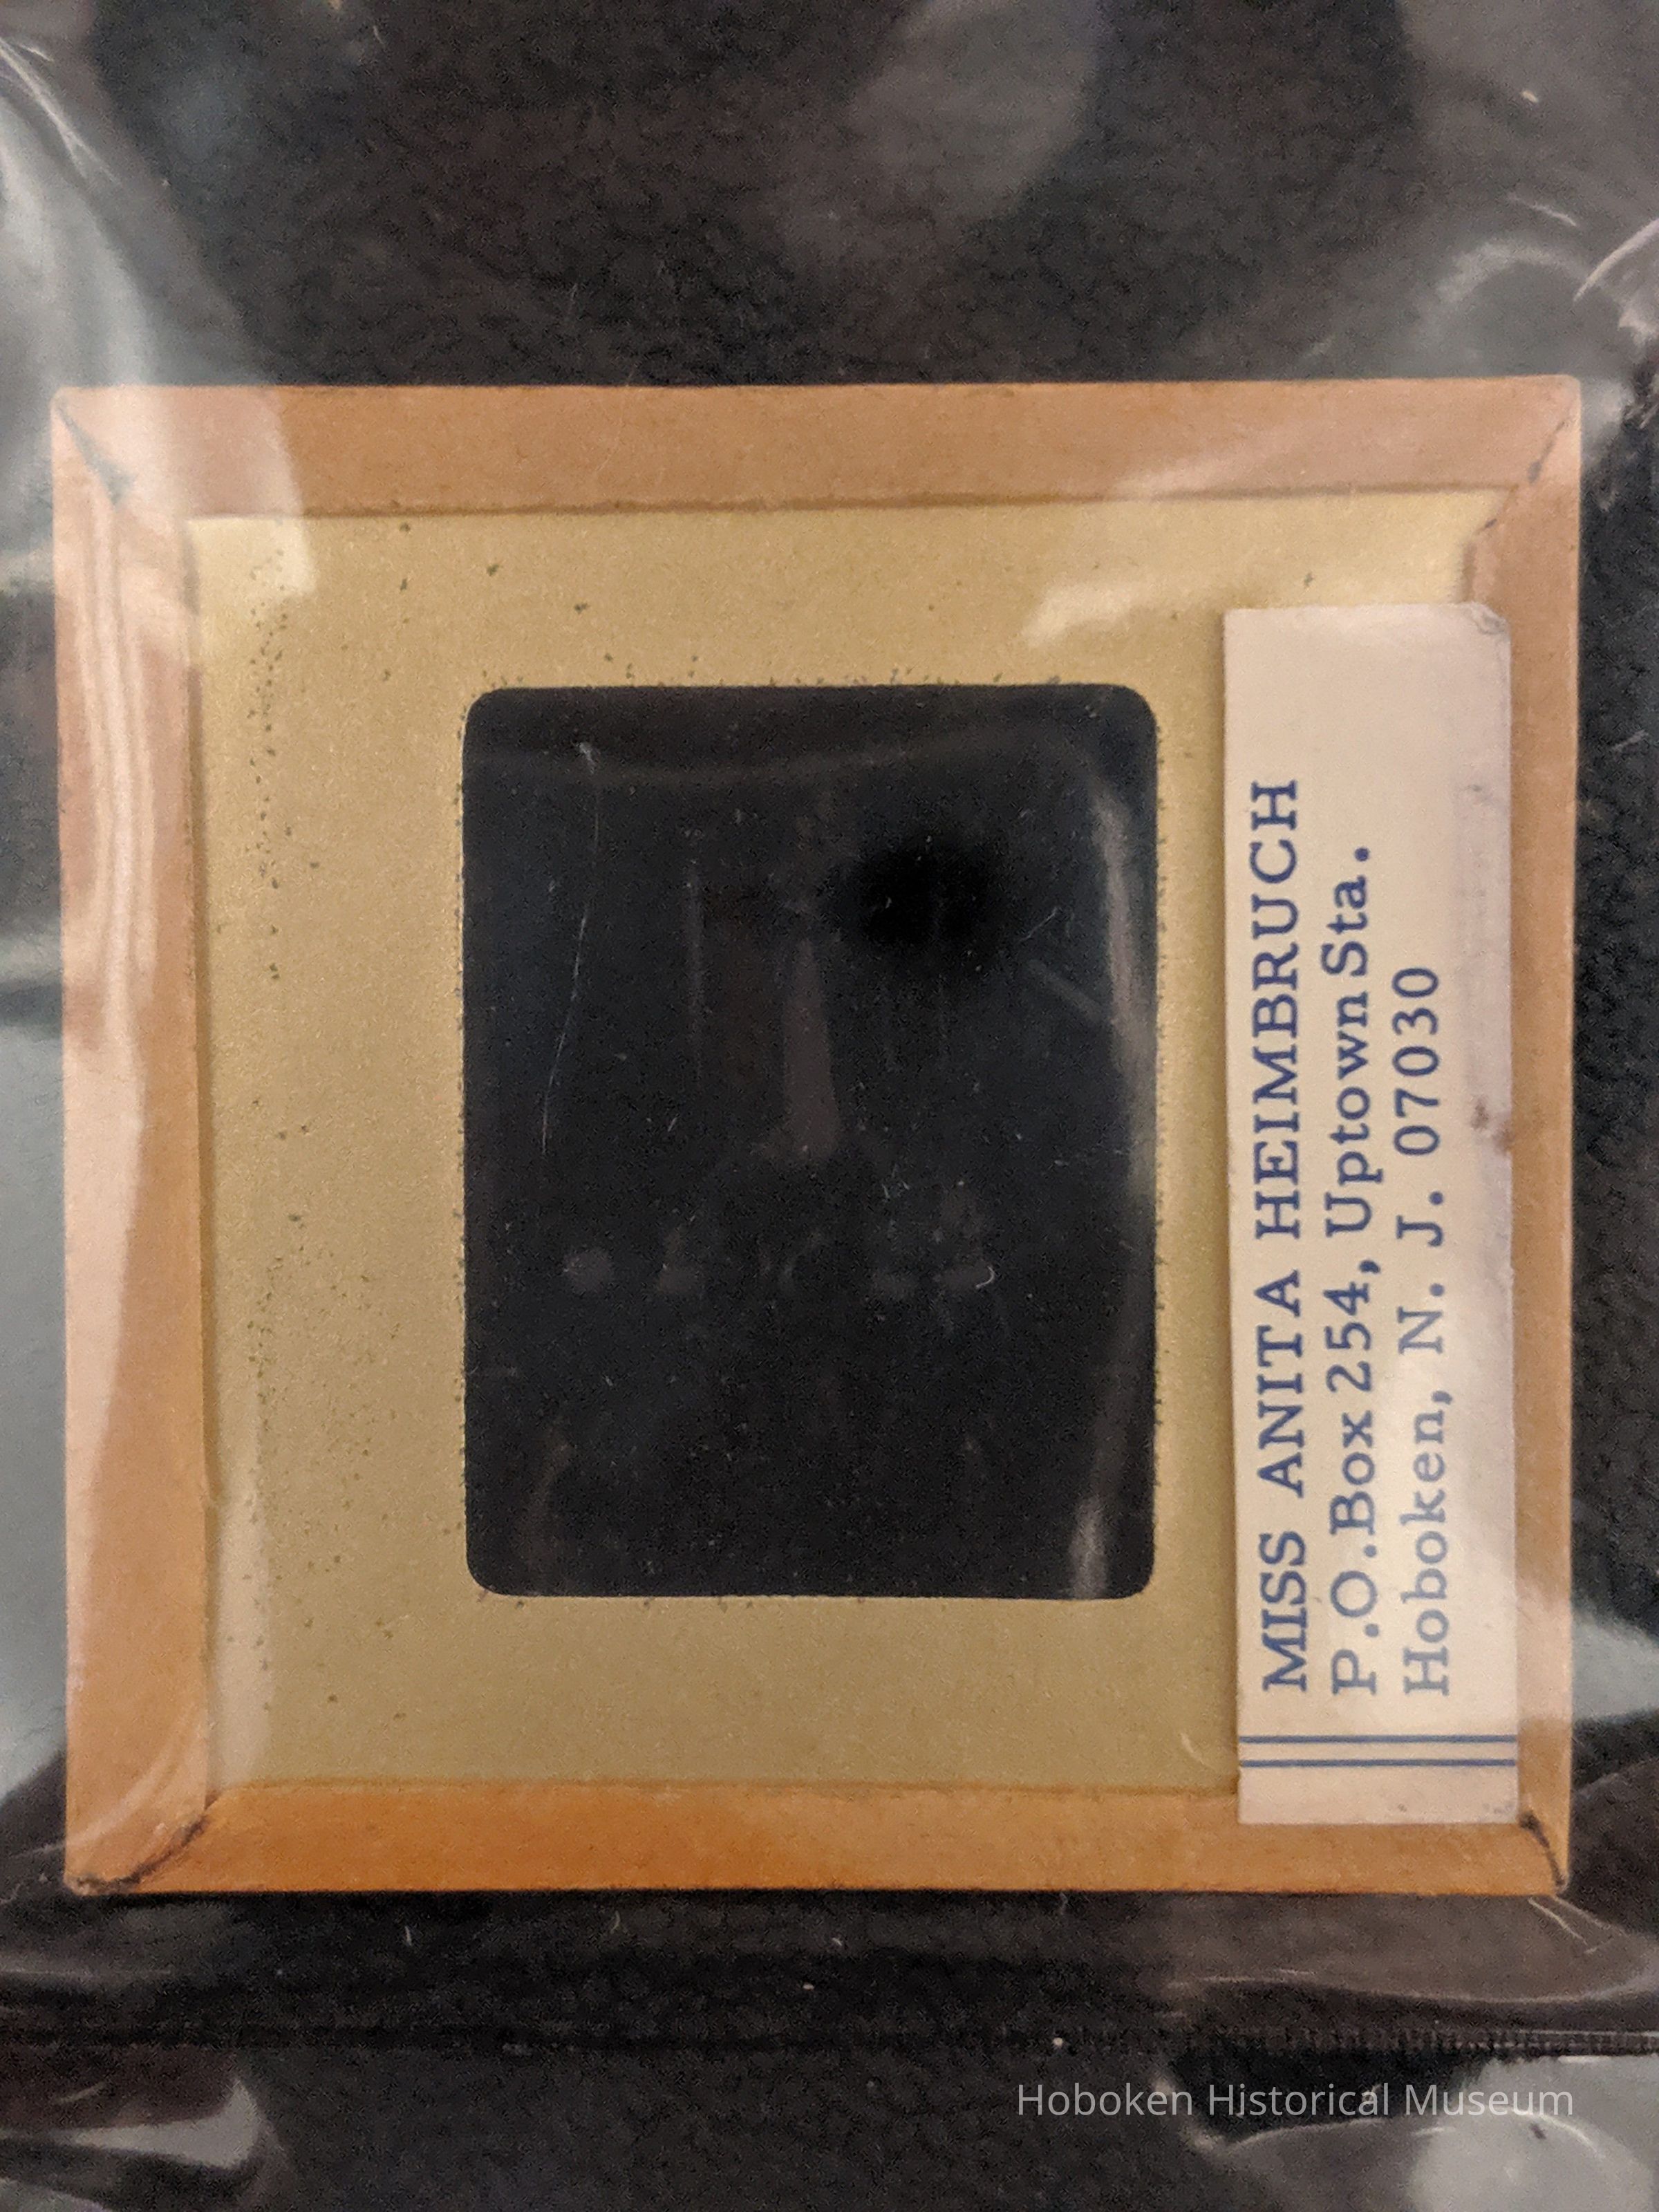 MISS ANITA HEIMBRUCH
P.O.Box 254, Uptown Sta.
Hoboken, N. J. 07030
Hoboken Historical Museum